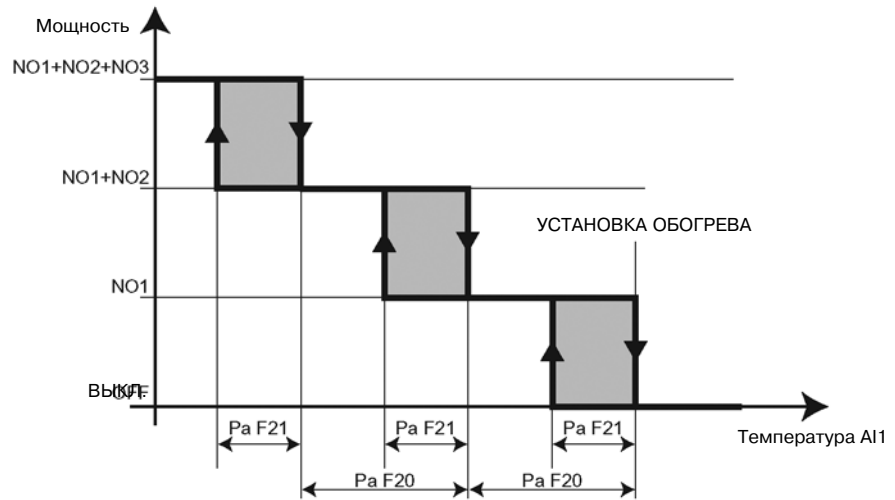 Мощность
NO1+NO2+NO3
NO1+NO2
УСТАНОВКА ОБОГРЕВА
NO1
ВЫКЛ.
OFF
Pa F21 Pa F21 Pa F21
Температура AI1
Pa F20 Pa F20